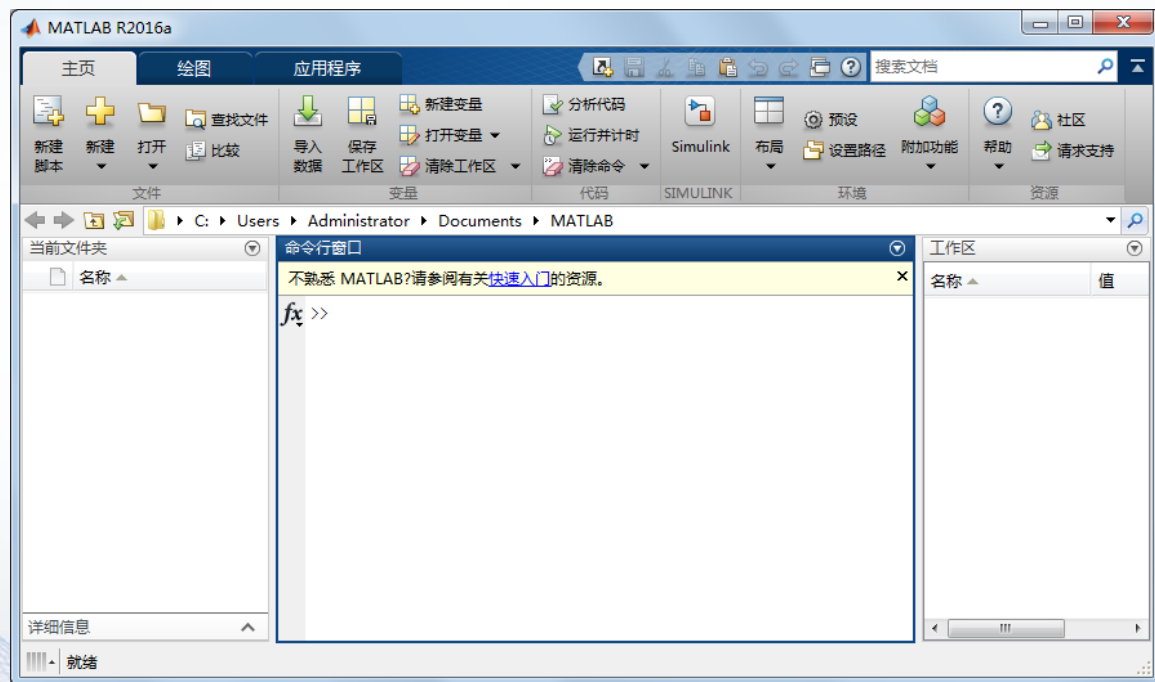 MATLAB R2016a
主页 绘图 应用程序 搜索文档
新建脚本 新建 打开 查找文件 比较
导入数据 保存工作区 新建变量 打开变量 清除工作区
分析代码 运行并计时 清除命令
Simulink
布局 预设 设置路径 附加功能
帮助 社区 请求支持
文件 变量 代码 SIMULINK 环境 资源
C: Users Administrator Documents MATLAB
当前文件夹 命令行窗口 工作区
名称 不熟悉 MATLAB?请参阅有关快速入门的资源。 名称 值
fx >>
详细信息
就绪